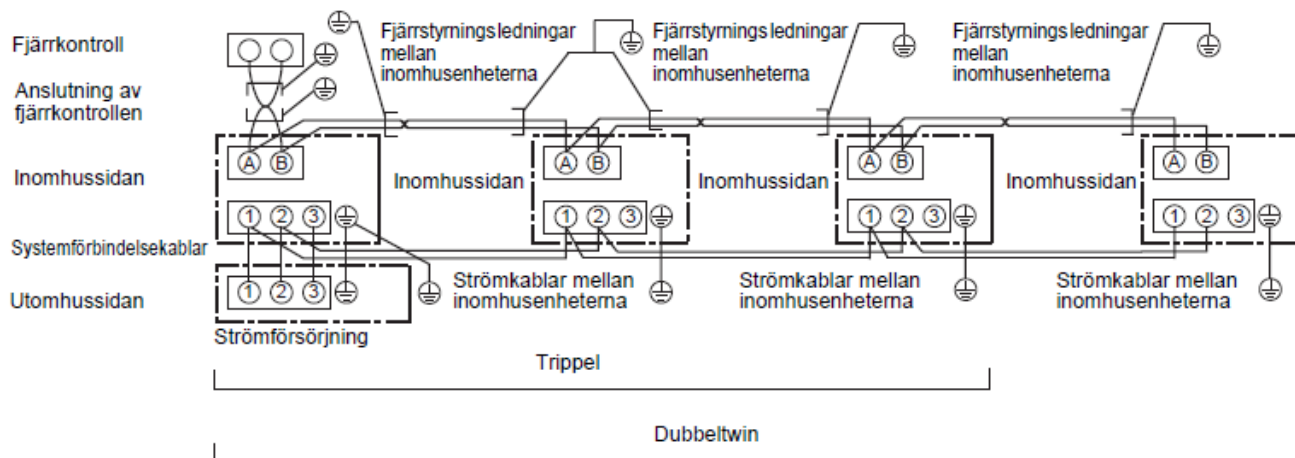 Fjärrkontroll
Fjärrstyrningsledningar
mellan
inomhusenheterna
Fjärrstyrningsledningar
mellan
inomhusenheterna
Fjärrstyrningsledningar
mellan
inomhusenheterna
Anslutning av
fjärrkontrollen
A B
A B
A B
A B
Inomhussidan
Inomhussidan
Inomhussidan
Inomhussidan
1 2 3
1 2 3
1 2 3
1 2 3
Systemförbindelsekablar
Utomhussidan
1 2 3
Strömkablar mellan
inomhusenheterna
Strömkablar mellan
inomhusenheterna
Strömkablar mellan
inomhusenheterna
Strömförsörjning
Trippel
Dubbeltwin